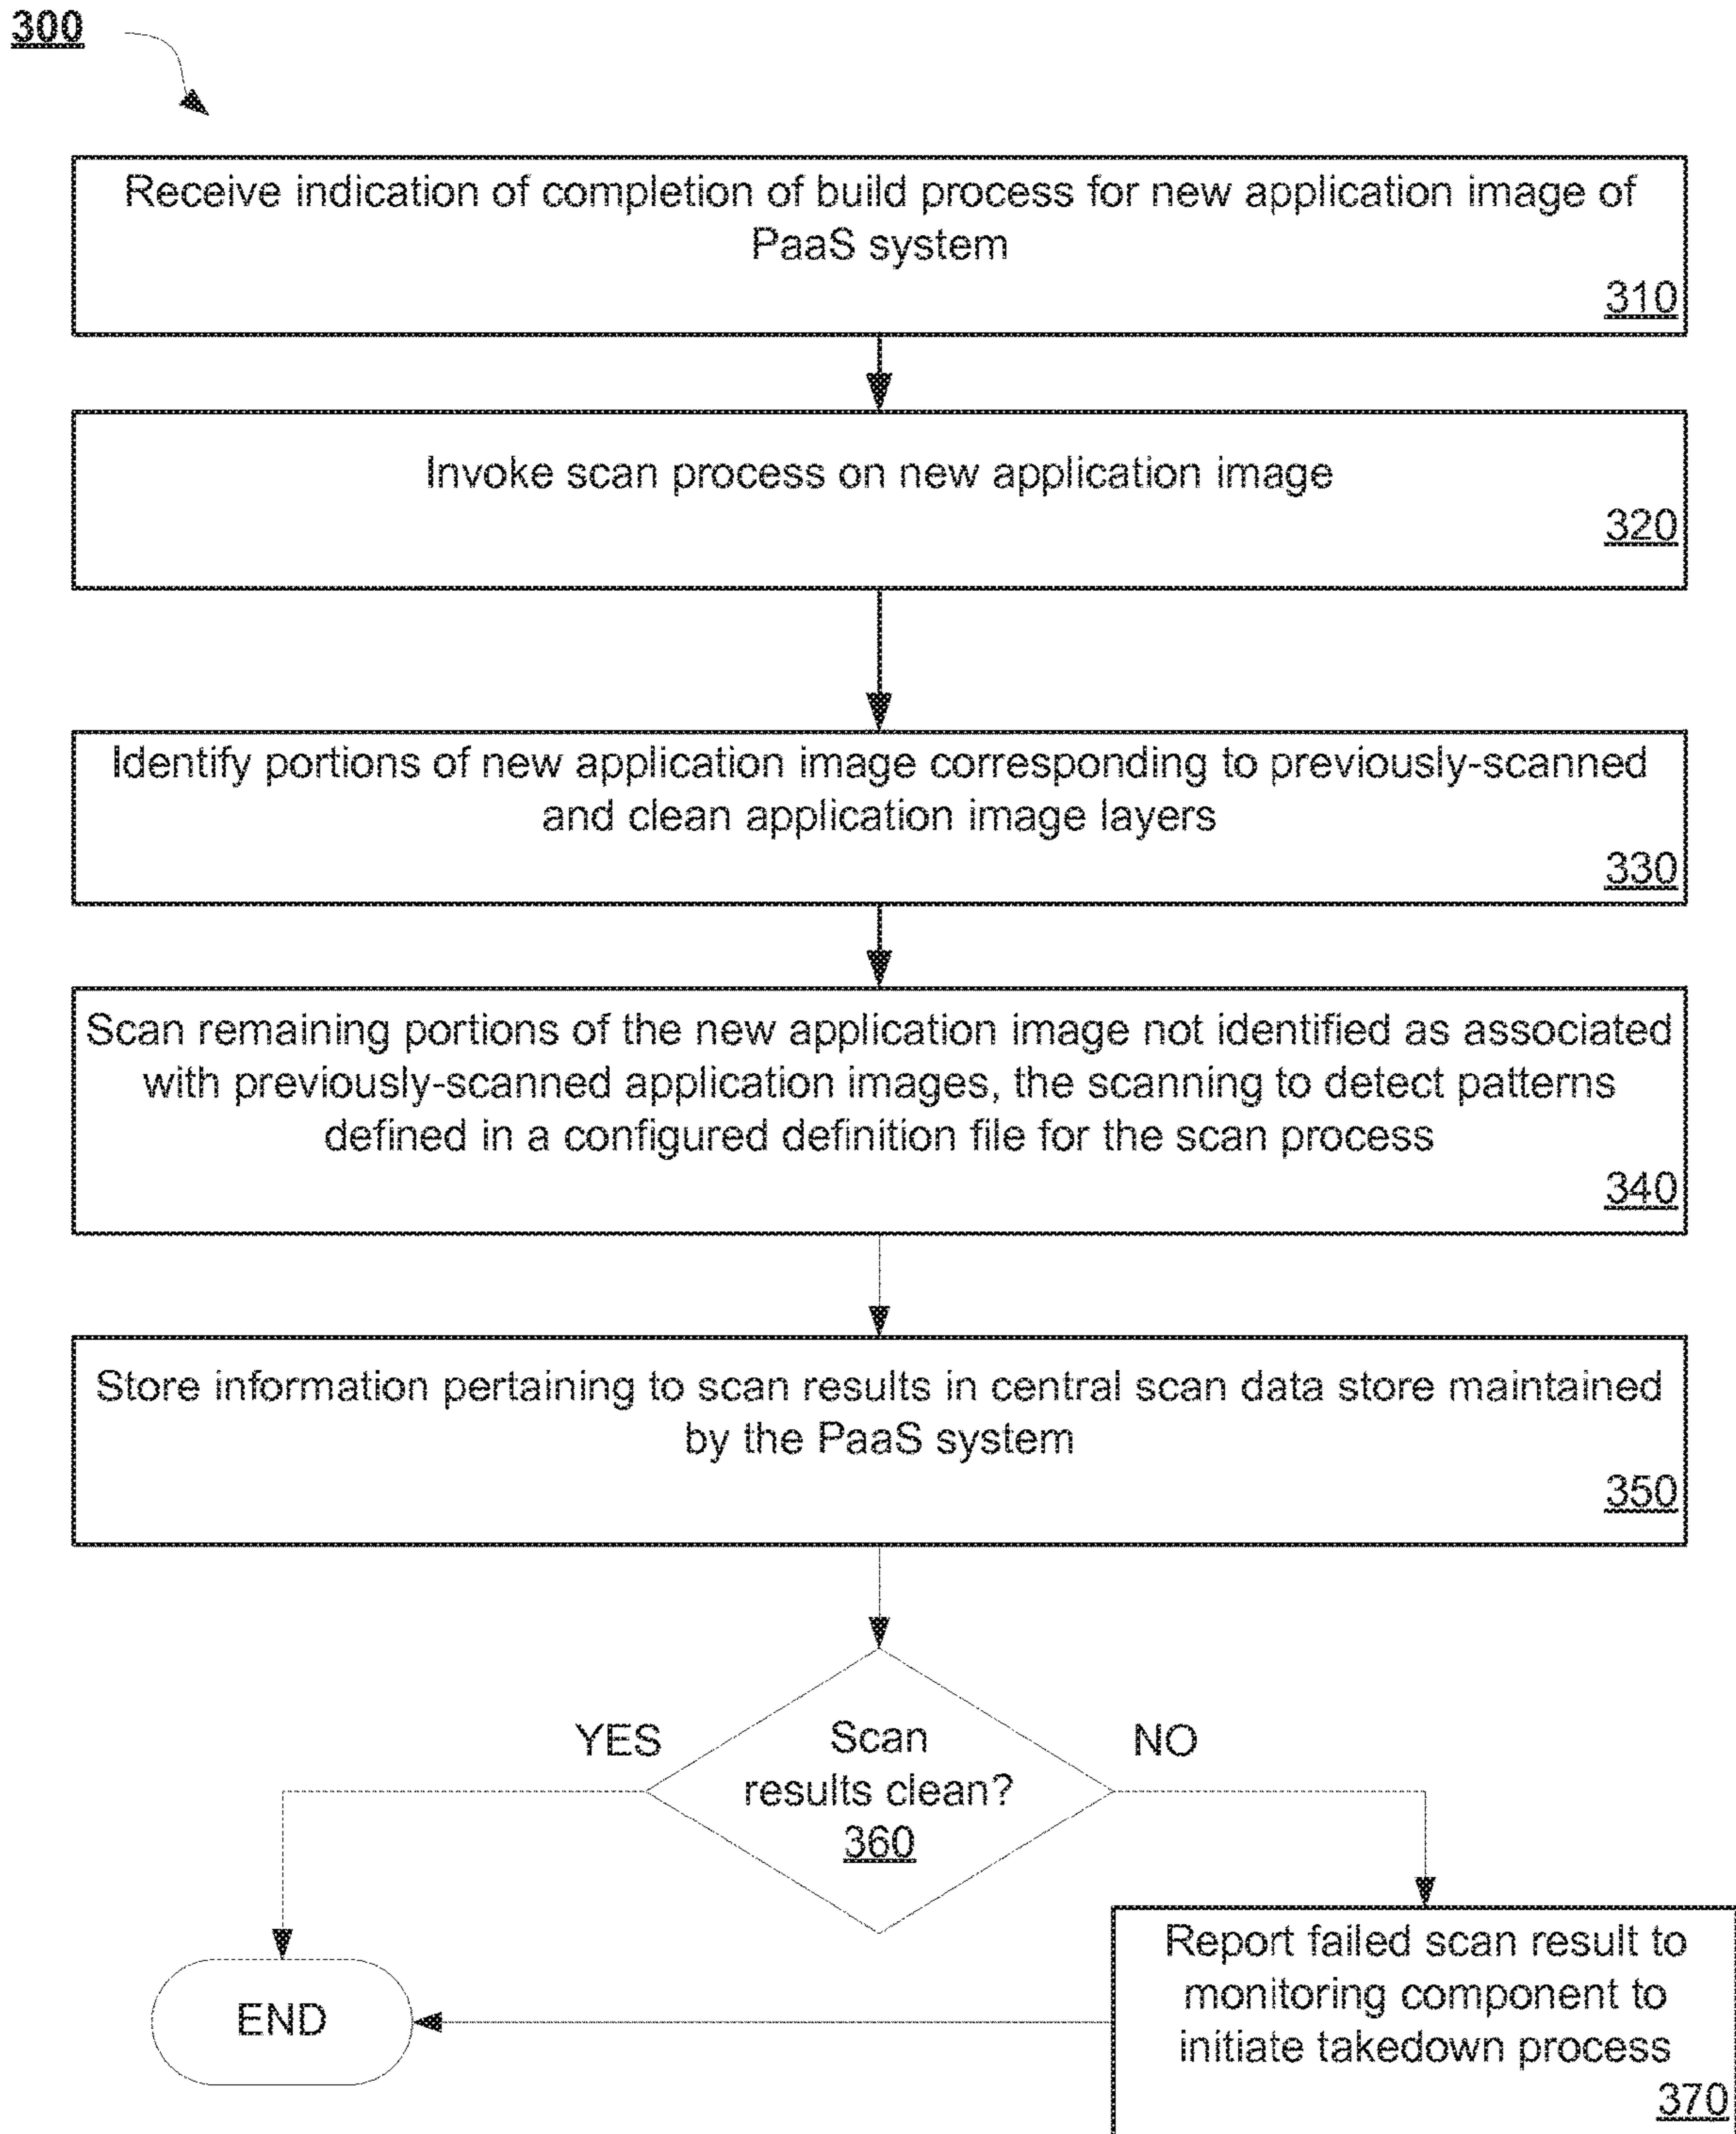 300
Receive indication of completion of build process for new application image of
PaaS system
310
Invoke scan process on new application image
320
Identify portions of new application image corresponding to previously-scanned
and clean application image layers
330
Scan remaining portions of the new application image not identified as associated
with previously-scanned application images, the scanning to detect patterns
defined in a configured definition file for the scan process
340
Store information pertaining to scan results in central scan data store maintained
by the PaaS system
350
YES
Scan
results clean?
360
NO
Report failed scan result to
monitoring component to
initiate takedown process
370
END